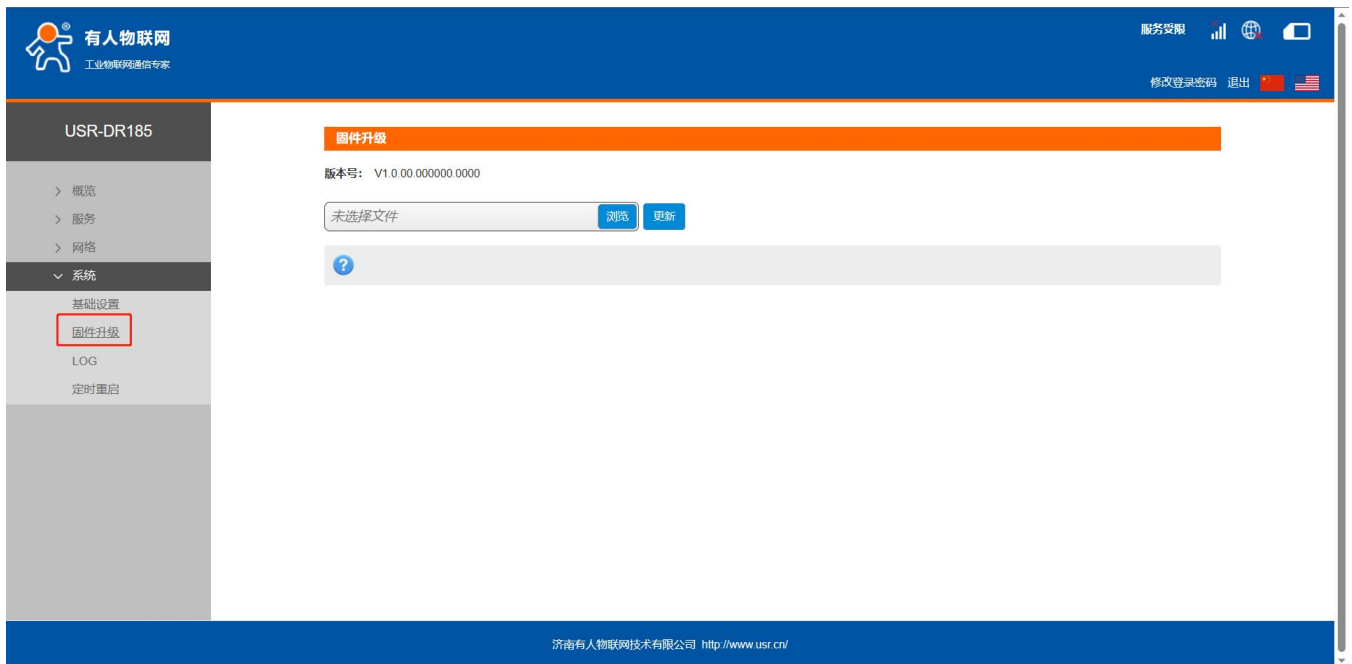 有人物联网
®
工业物联网通信专家
服务受限
修改登录密码 退出
USR-DR185
概览
服务
网络
系统
基础设置
固件升级
LOG
定时重启
固件升级
版本号： V1.0.00.000000.0000
未选择文件 浏览 更新
?
济南有人物联网技术有限公司 http://www.usr.cn/